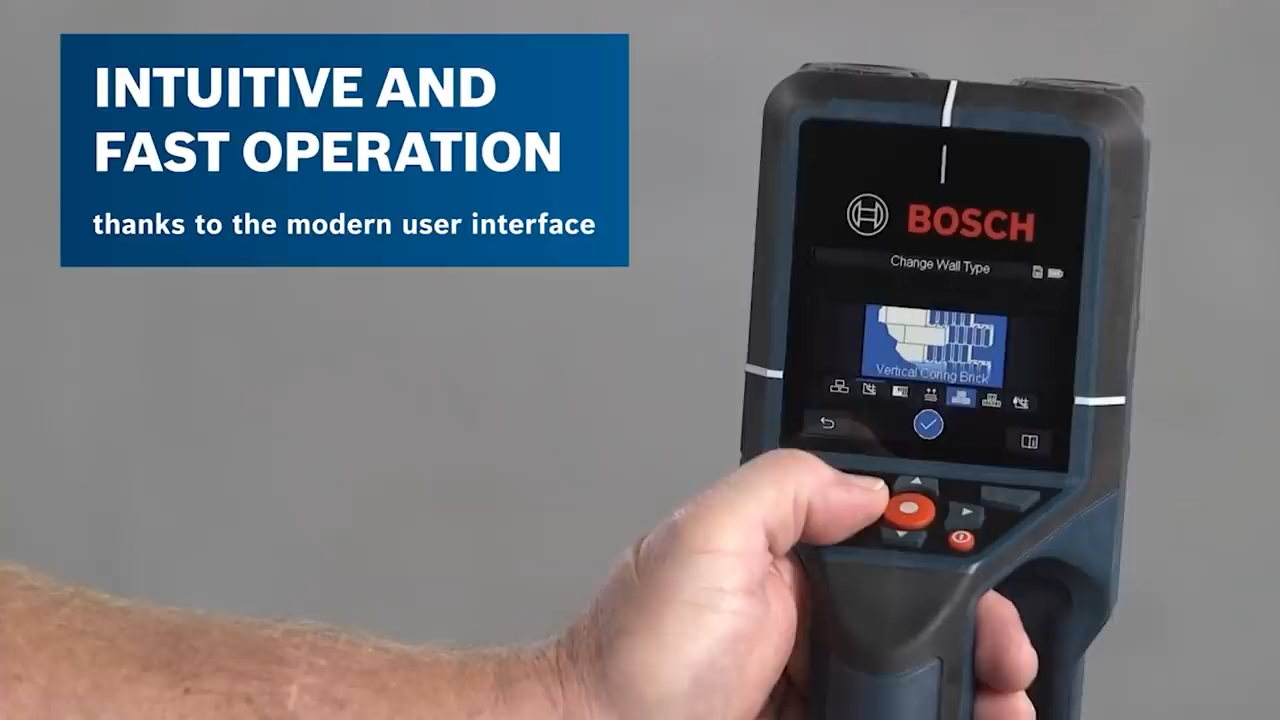 INTUITIVE AND
FAST OPERATION
thanks to the modern user interface
BOSCH
Change Wall Type
Vertical Coring Brick